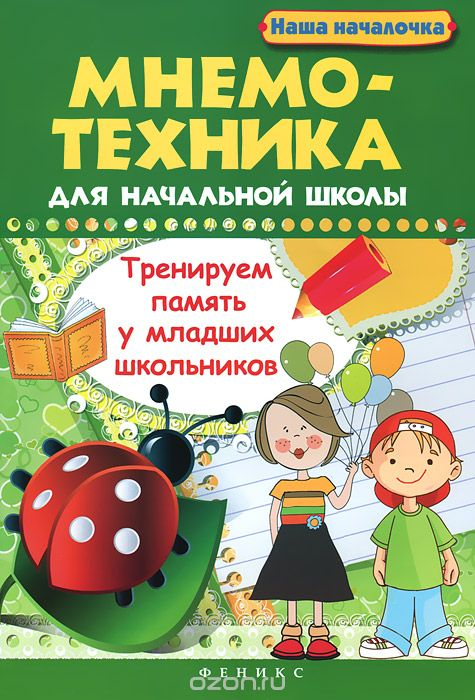 Наша началочка
МНЕМО-
ТЕХНИКА
ДЛЯ НАЧАЛЬНОЙ ШКОЛЫ
Тренируем
память
у младших
школьников
ФЕНИКС
ozon.ru